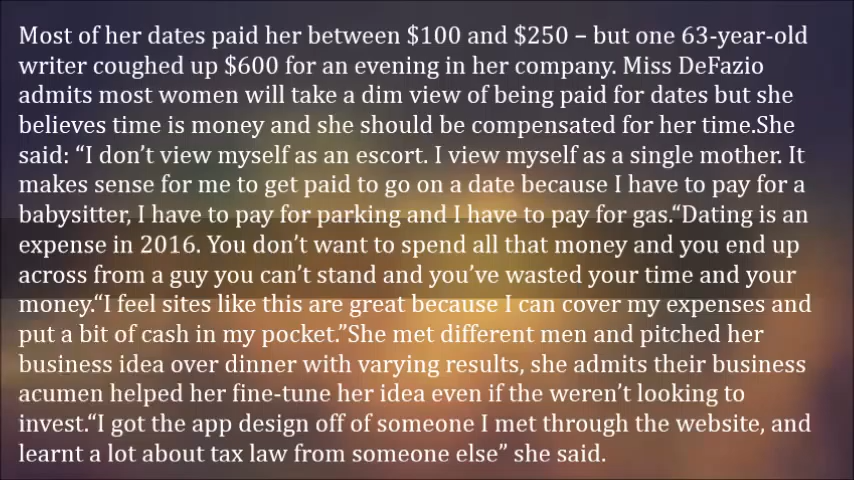 Most of her dates paid her between $100 and $250 – but one 63-year-old
writer coughed up $600 for an evening in her company. Miss DeFazio
admits most women will take a dim view of being paid for dates but she
believes time is money and she should be compensated for her time.She
said: “I don’t view myself as an escort. I view myself as a single mother. It
makes sense for me to get paid to go on a date because I have to pay for a
babysitter, I have to pay for parking and I have to pay for gas.“Dating is an
expense in 2016. You don’t want to spend all that money and you end up
across from a guy you can’t stand and you’ve wasted your time and your
money.“I feel sites like this are great because I can cover my expenses and
put a bit of cash in my pocket.”She met different men and pitched her
business idea over dinner with varying results, she admits their business
acumen helped her fine-tune her idea even if the weren’t looking to
invest.“I got the app design off of someone I met through the website, and
learnt a lot about tax law from someone else” she said.